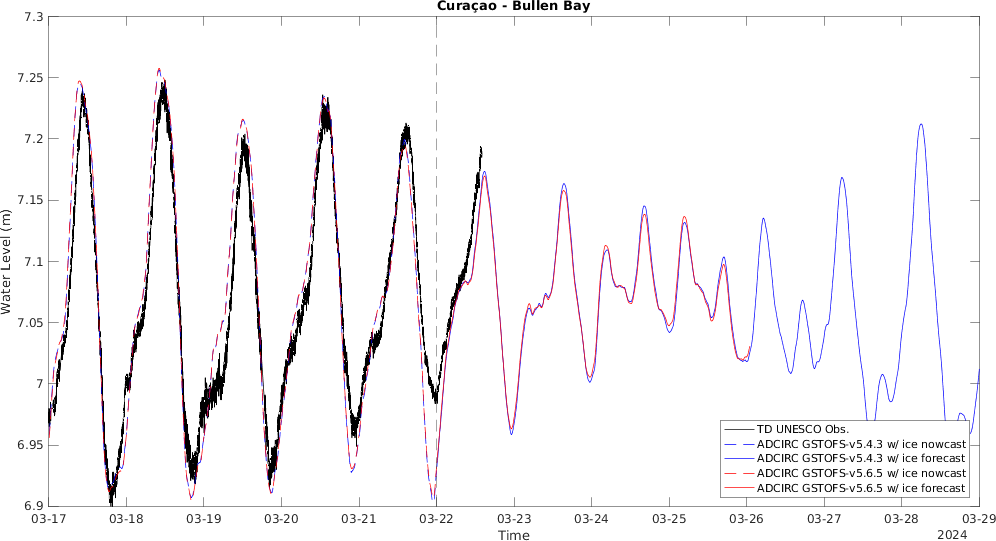 Curaçao - Bullen Bay
7.3
7.25
7.2
7.15
7.1
7.05
7
6.95
6.9
Water Level (m)
TD UNESCO Obs.
ADCIRC GSTOFS-v5.4.3 w/ ice nowcast
ADCIRC GSTOFS-v5.4.3 w/ ice forecast
ADCIRC GSTOFS-v5.6.5 w/ ice nowcast
ADCIRC GSTOFS-v5.6.5 w/ ice forecast
03-17 03-18 03-19 03-20 03-21 03-22 03-23 03-24 03-25 03-26 03-27 03-28 03-29
Time
2024